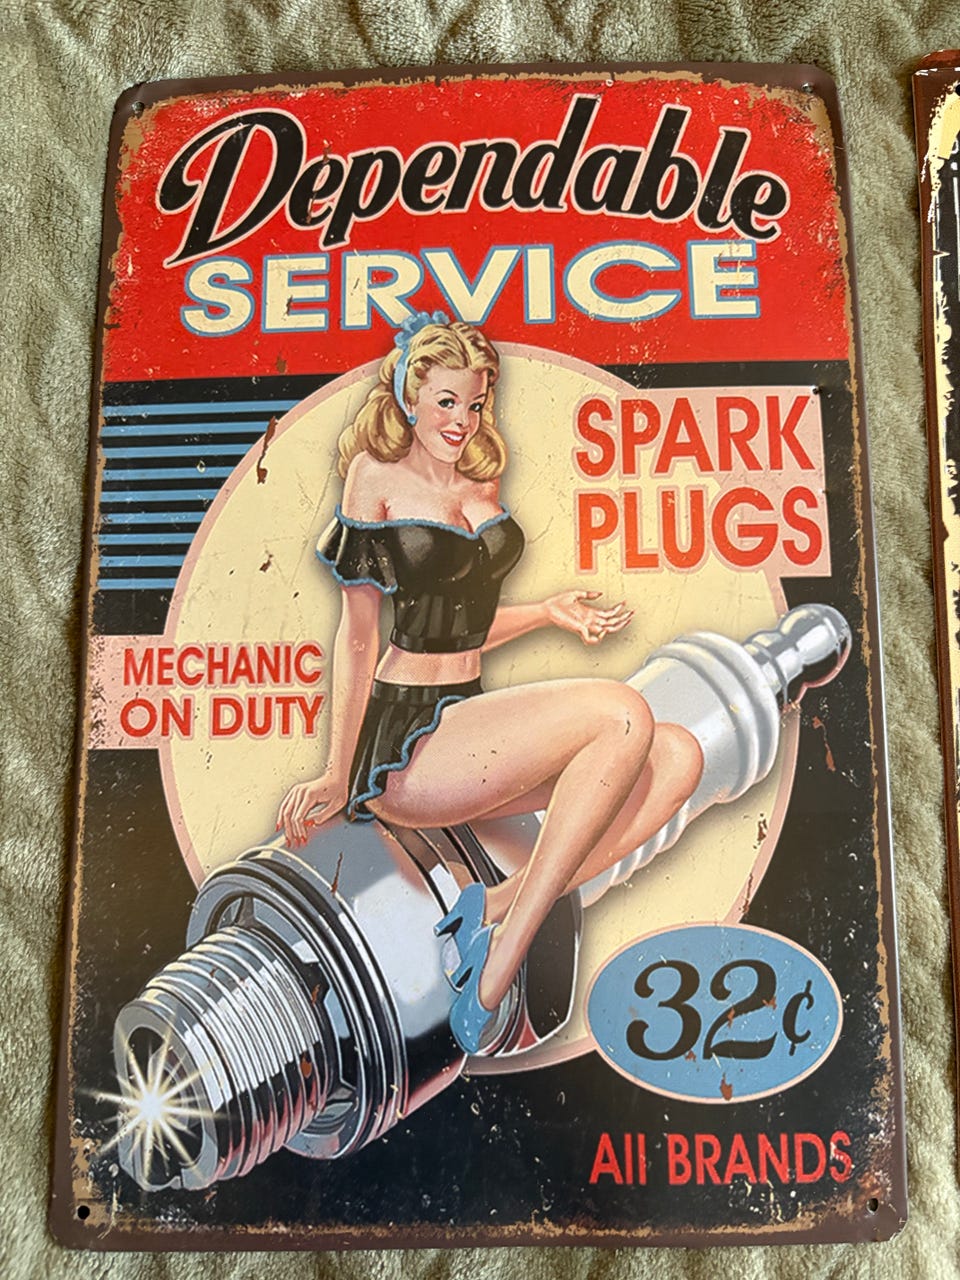 Dependable
SERVICE
SPARK
PLUGS
MECHANIC
ON DUTY
32¢
All BRANDS